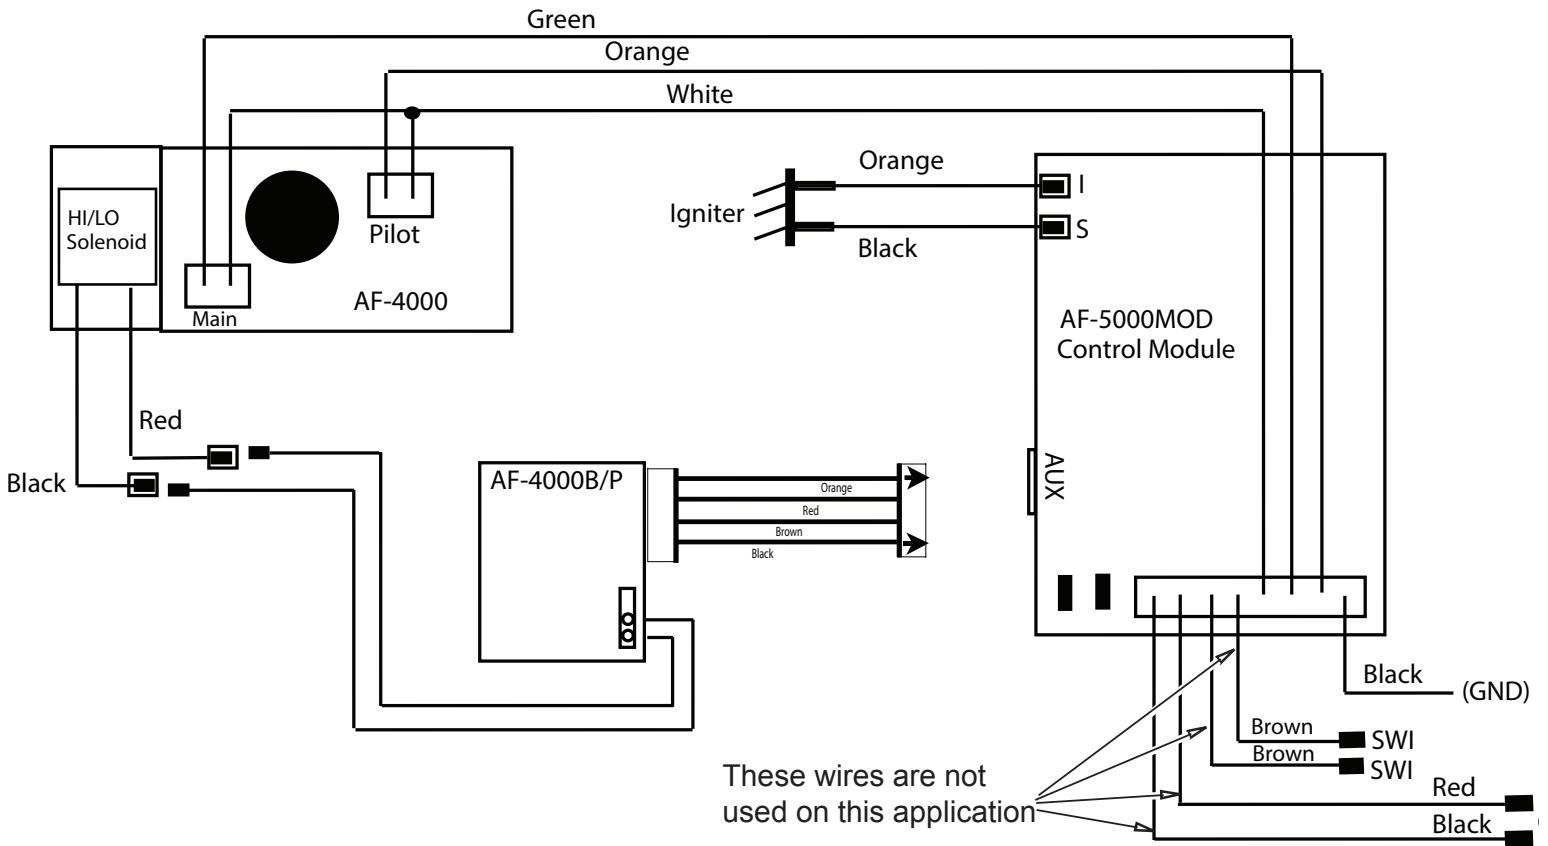 Green
Orange
White
HI/LO
Solenoid
Pilot
AF-4000
Main
Orange
I
Igniter
S
Black
AF-5000MOD
Control Module
Red
Black
AF-4000B/P
Orange
Red
Brown
Black
AUX
Black
(GND)
Brown
SWI
Brown
SWI
These wires are not
used on this application
Red
Black